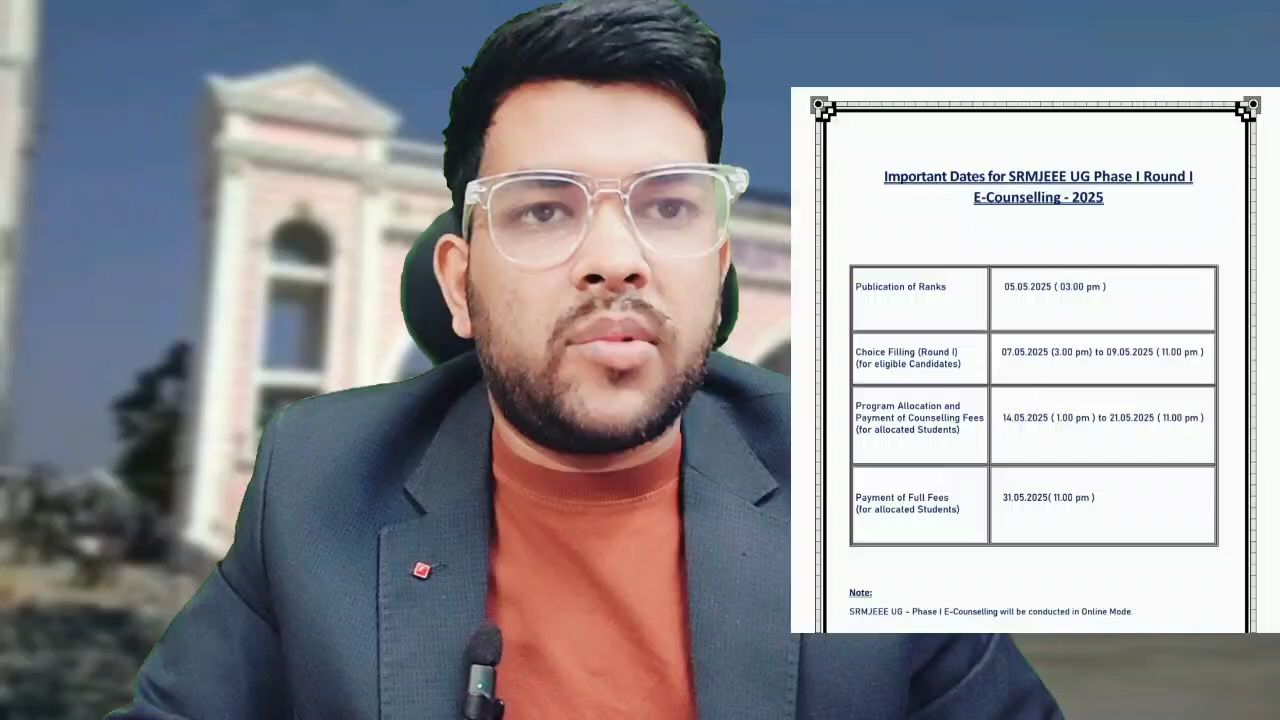 Important Dates for SRMJEEE UG Phase I Round I
E-Counselling - 2025
Publication of Ranks
05.05.2025 ( 03.00 pm )
Choice Filling (Round I)
(for eligible Candidates)
07.05.2025 (3.00 pm) to 09.05.2025 ( 11.00 pm )
Program Allocation and
Payment of Counselling Fees
(for allocated Students)
14.05.2025 ( 1.00 pm ) to 21.05.2025 ( 11.00 pm )
Payment of Full Fees
(for allocated Students)
31.05.2025( 11.00 pm )
Note:
SRMJEEE UG - Phase I E-Counselling will be conducted in Online Mode.